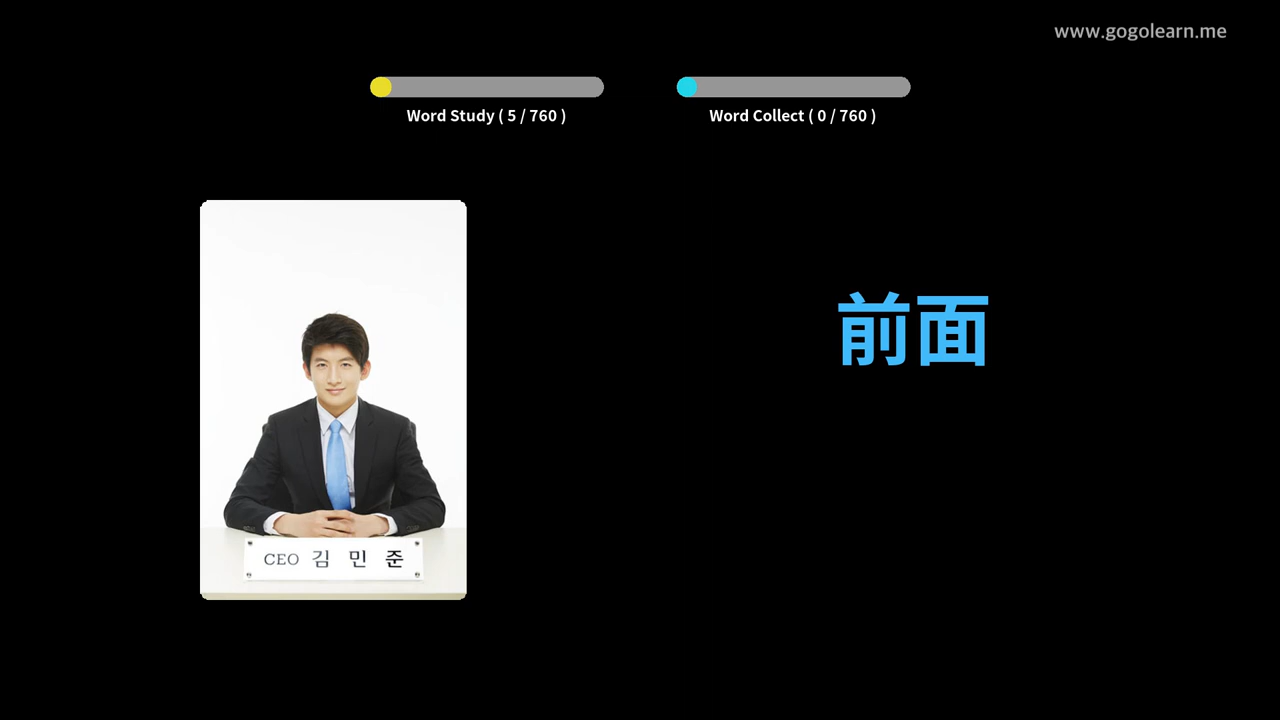 www.gogolearn.me
Word Study ( 5 / 760 )
Word Collect ( 0 / 760 )
前面
CEO 김 민 준